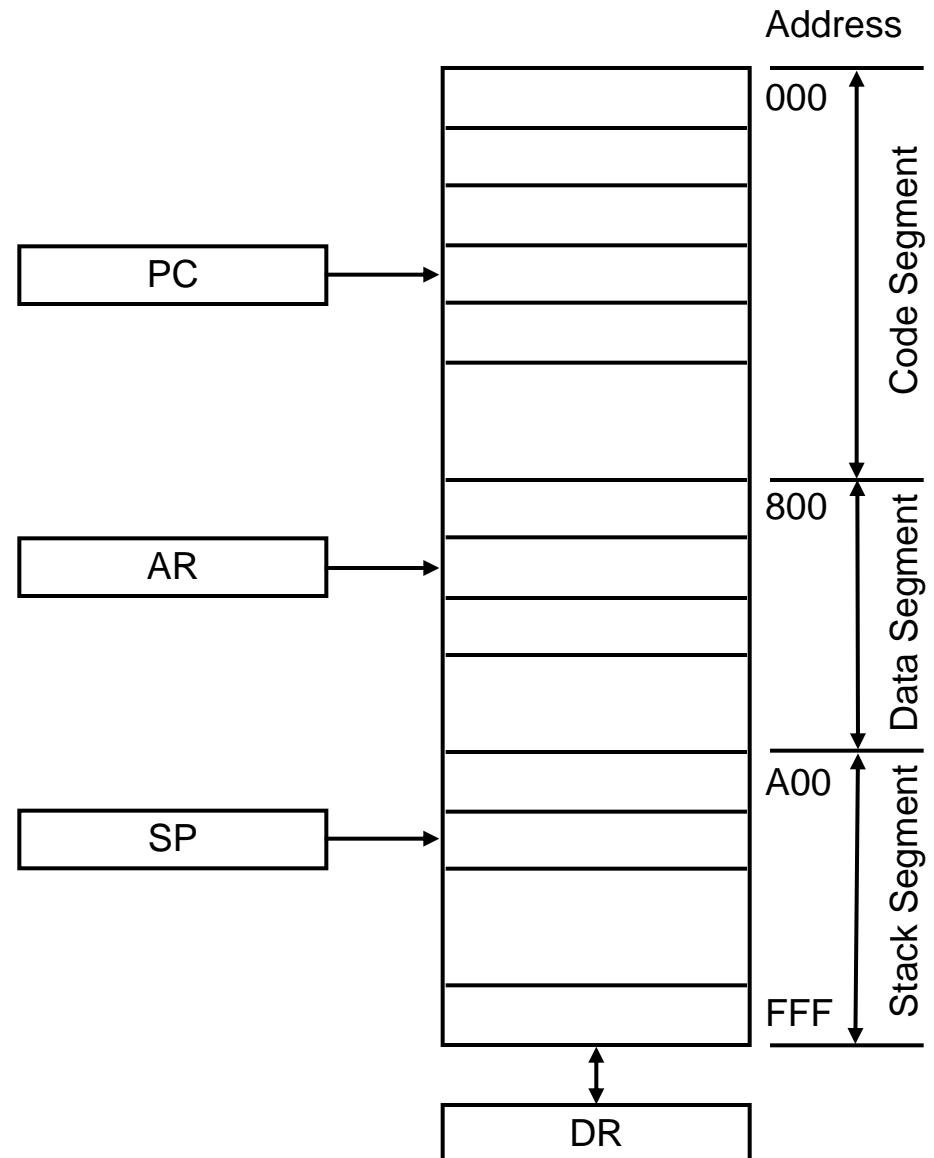 Address
000
Code Segment
PC
800
AR
Data Segment
A00
SP
Stack Segment
FFF
DR